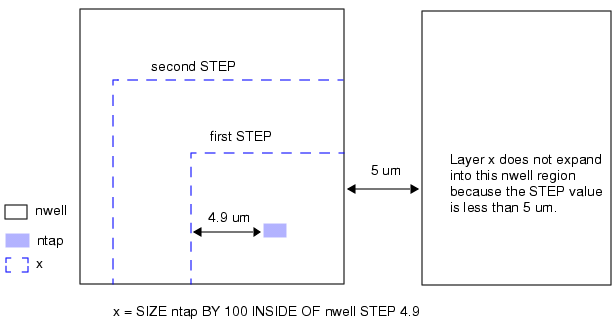 second STEP
first STEP
5 um
Layer x does not expand
into this nwell region
because the STEP value
is less than 5 um.
4.9 um
nwell
ntap
x
x = SIZE ntap BY 100 INSIDE OF nwell STEP 4.9